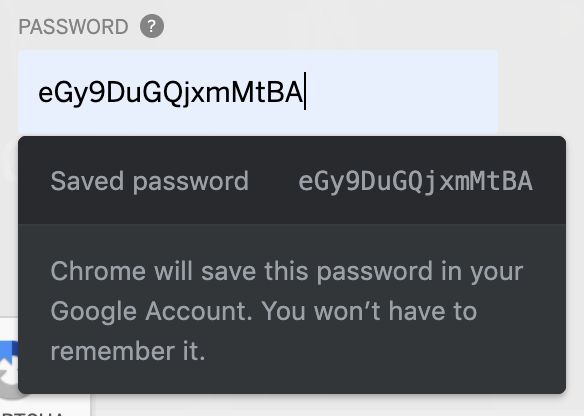 PASSWORD ?
eGy9DuGQjxmMtBA
Saved password eGy9DuGQjxmMtBA
Chrome will save this password in your
Google Account. You won’t have to
remember it.